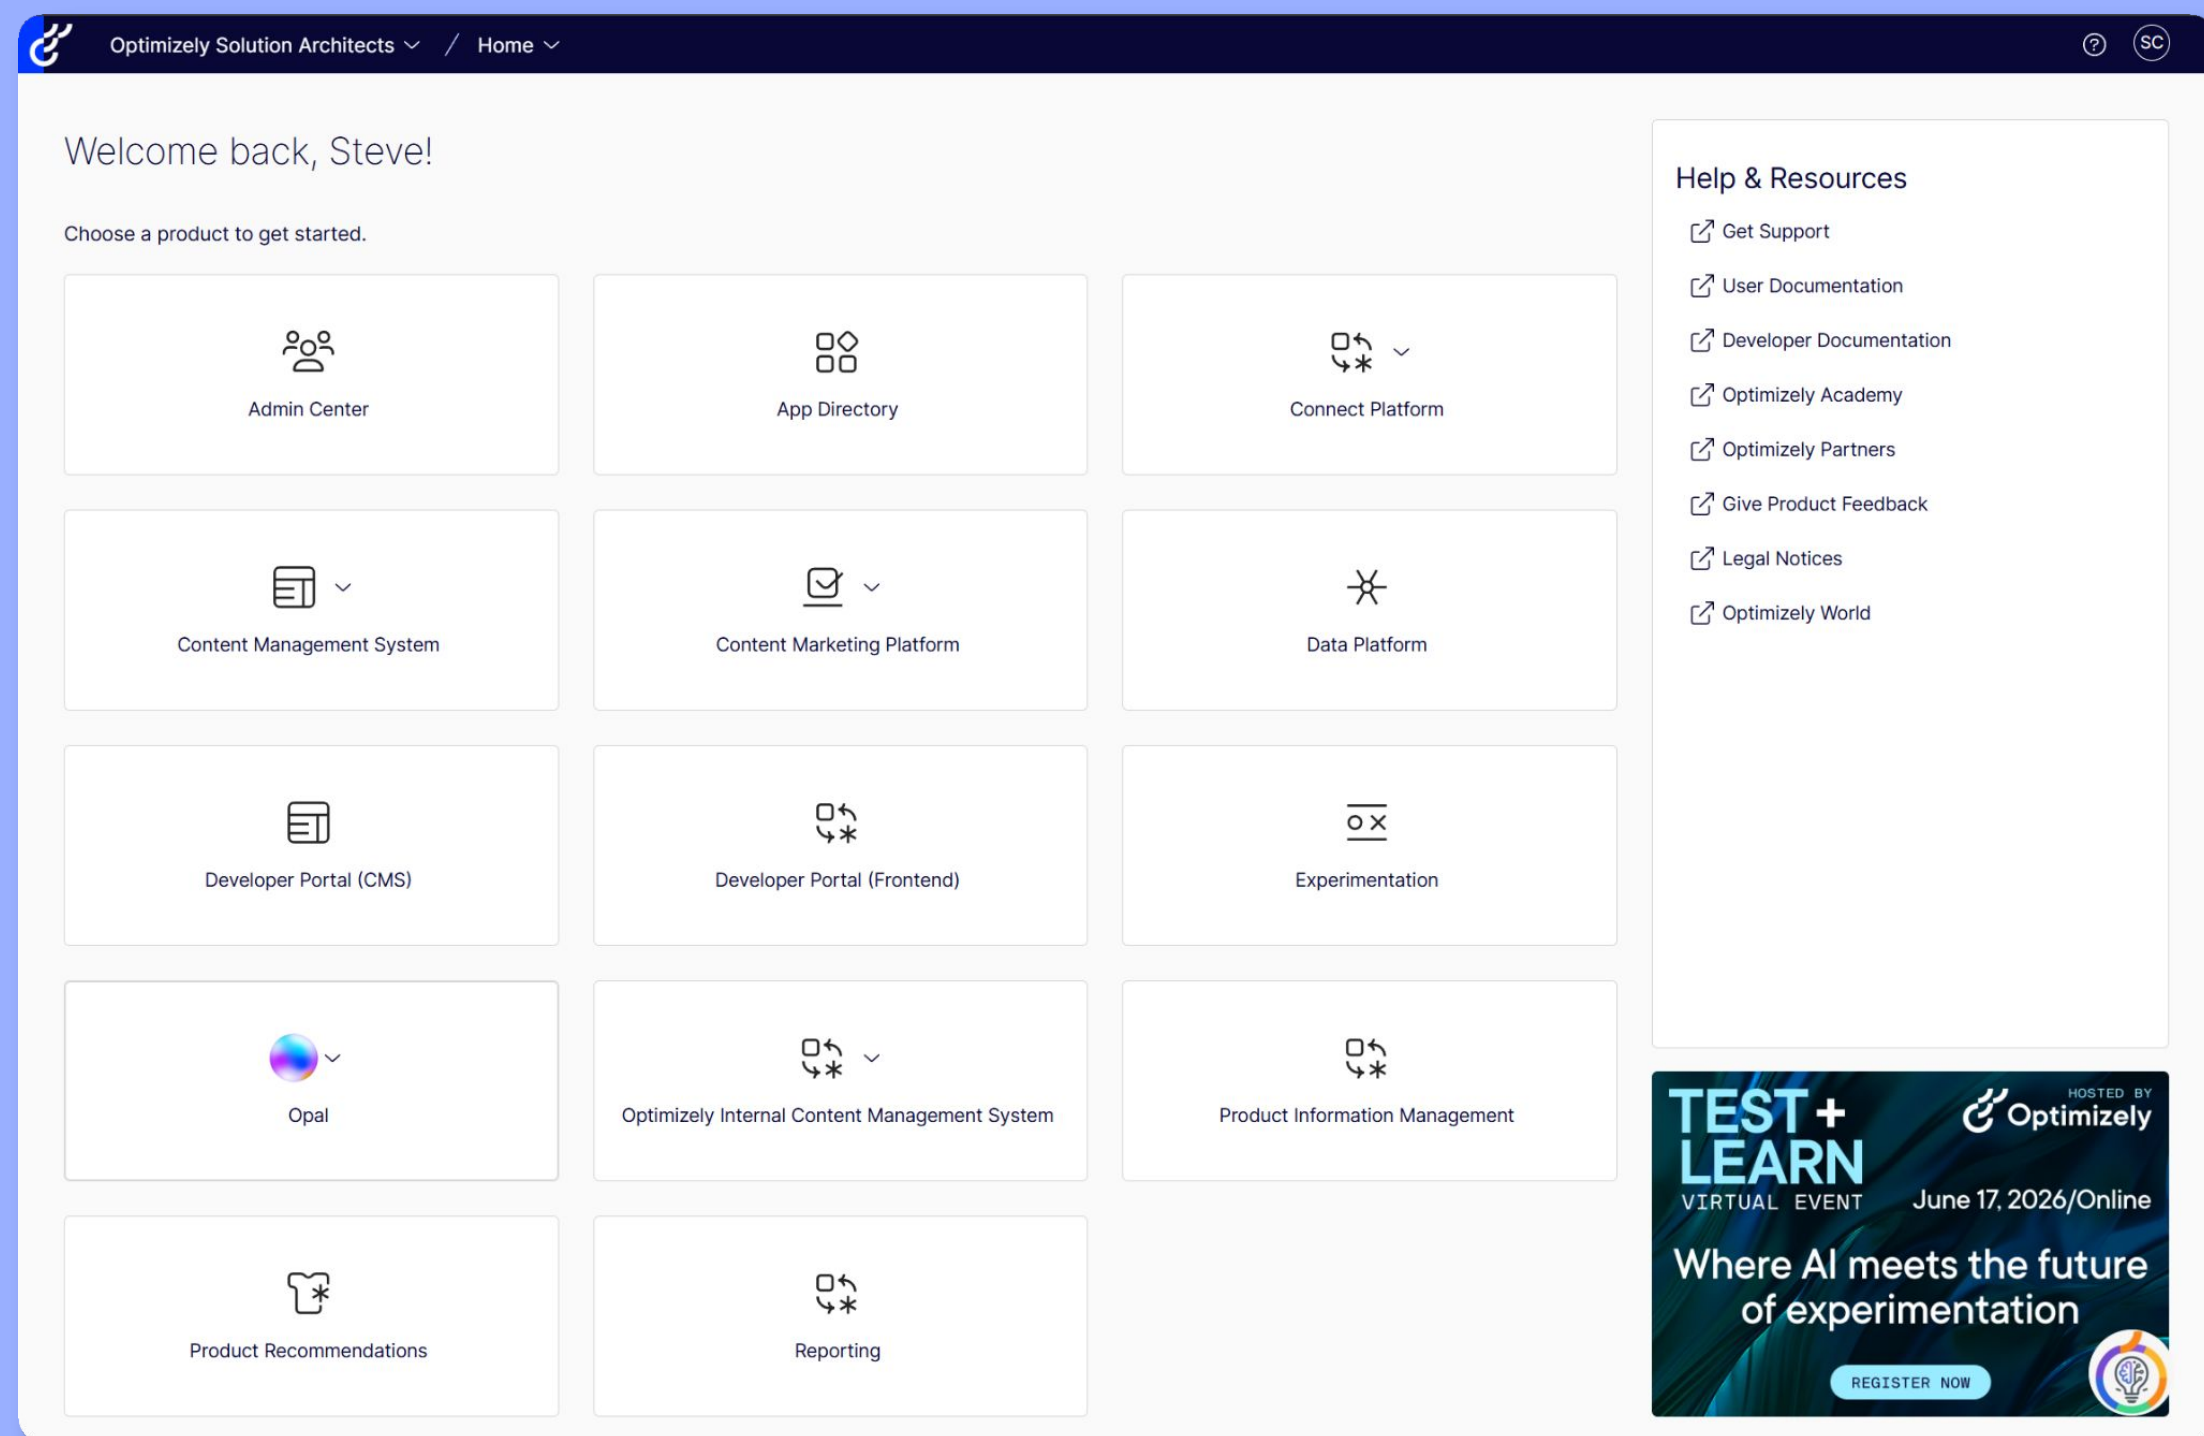 Optimizely Solution Architects / Home
SC
Welcome back, Steve!
Choose a product to get started.
Admin Center
App Directory
Connect Platform
Content Management System
Content Marketing Platform
Data Platform
Developer Portal (CMS)
Developer Portal (Frontend)
Experimentation
Opal
Optimizely Internal Content Management System
Product Information Management
Product Recommendations
Reporting
Help & Resources
Get Support
User Documentation
Developer Documentation
Optimizely Academy
Optimizely Partners
Give Product Feedback
Legal Notices
Optimizely World
TEST+
LEARN
VIRTUAL EVENT
HOSTED BY
Optimizely
June 17, 2026/Online
Where AI meets the future
of experimentation
REGISTER NOW